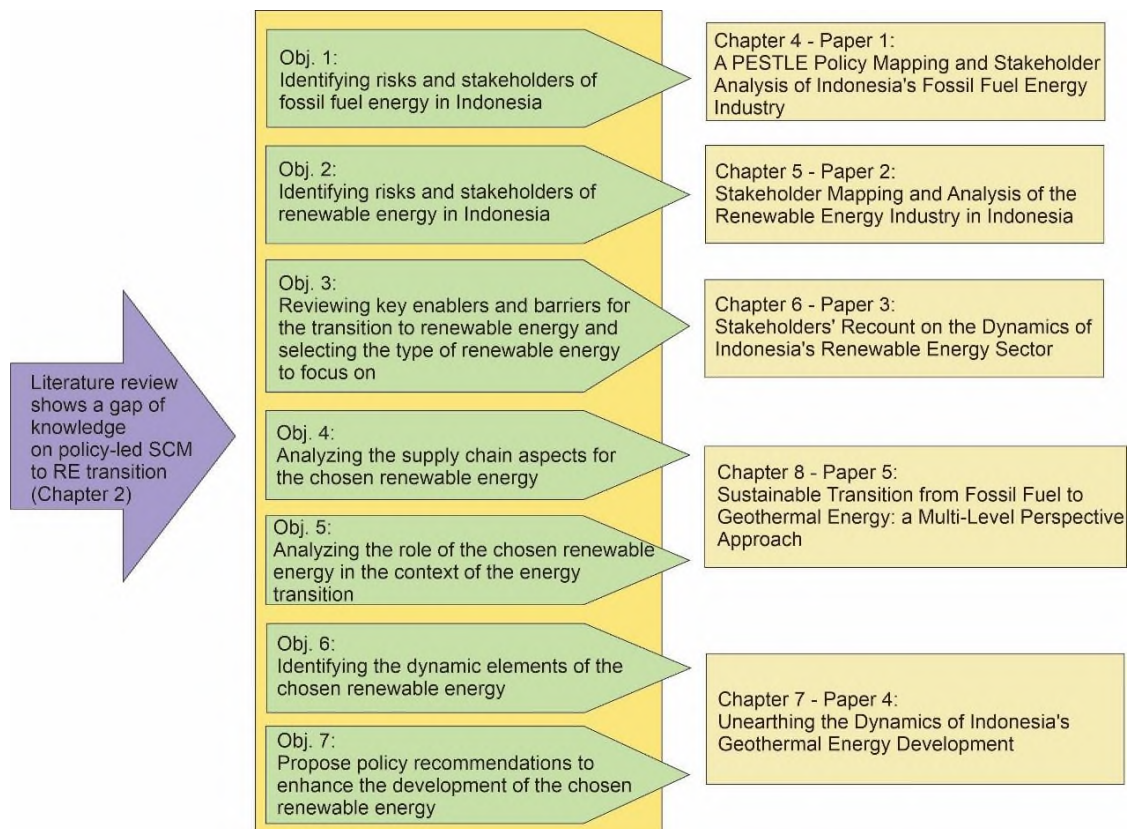 Literature review
shows a gap of
knowledge
on policy-led SCM
to RE transition
(Chapter 2)
Obj. 1:
Identifying risks and stakeholders of
fossil fuel energy in Indonesia
Chapter 4 - Paper 1:
A PESTLE Policy Mapping and Stakeholder
Analysis of Indonesia's Fossil Fuel Energy
Industry
Obj. 2:
Identifying risks and stakeholders of
renewable energy in Indonesia
Chapter 5 - Paper 2:
Stakeholder Mapping and Analysis of the
Renewable Energy Industry in Indonesia
Obj. 3:
Reviewing key enablers and barriers for
the transition to renewable energy and
selecting the type of renewable energy
to focus on
Chapter 6 - Paper 3:
Stakeholders' Recount on the Dynamics of
Indonesia's Renewable Energy Sector
Obj. 4:
Analyzing the supply chain aspects for
the chosen renewable energy
Obj. 5:
Analyzing the role of the chosen renewable
energy in the context of the energy
transition
Chapter 8 - Paper 5:
Sustainable Transition from Fossil Fuel to
Geothermal Energy: a Multi-Level Perspective
Approach
Obj. 6:
Identifying the dynamic elements of the
chosen renewable energy
Obj. 7:
Propose policy recommendations to
enhance the development of the chosen
renewable energy
Chapter 7 - Paper 4:
Unearthing the Dynamics of Indonesia's
Geothermal Energy Development